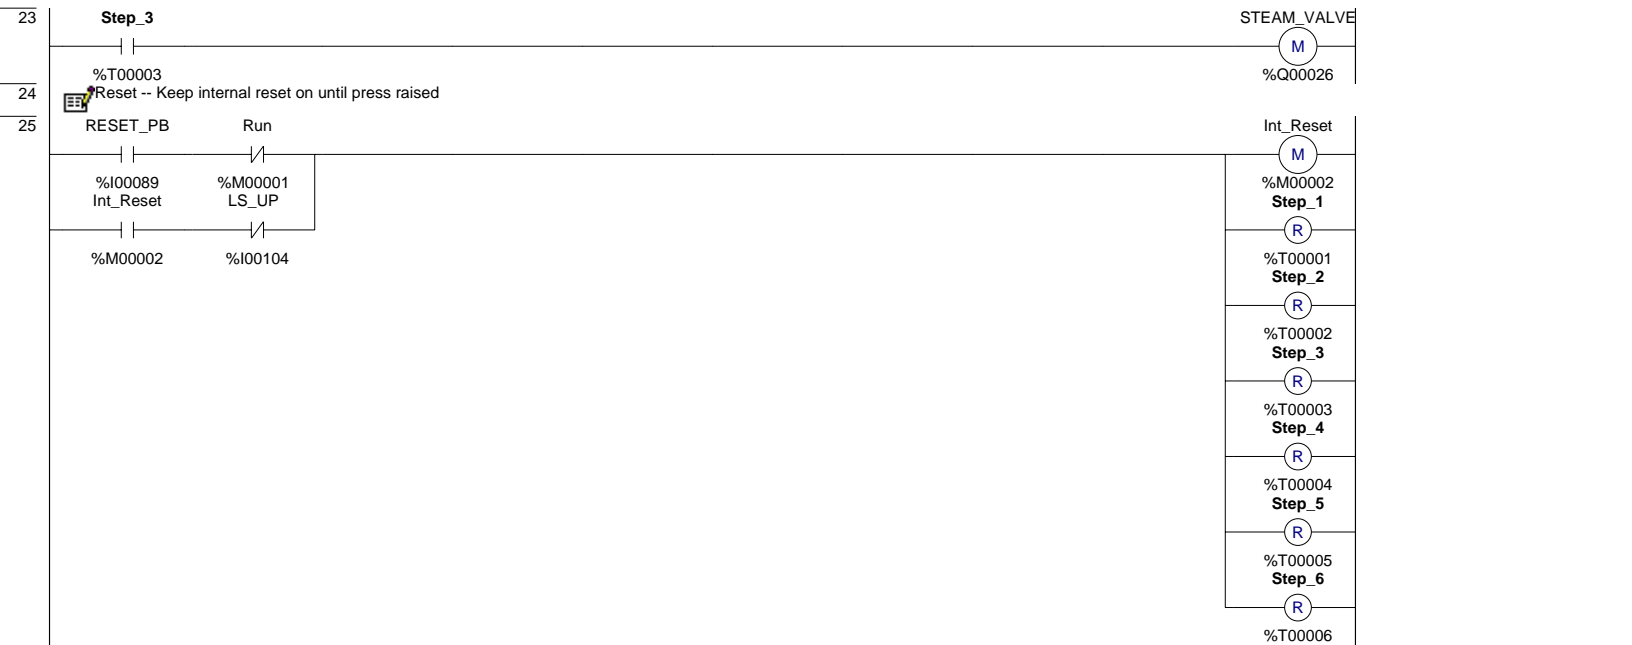 23 Step_3 STEAM_VALVE
M
%T00003 %Q00026
24 Reset -- Keep internal reset on until press raised
25 RESET_PB Run Int_Reset
M
%I00089 %M00001 %M00002
Int_Reset LS_UP Step_1
R
%M00002 %I00104 %T00001
Step_2
R
%T00002
Step_3
R
%T00003
Step_4
R
%T00004
Step_5
R
%T00005
Step_6
R
%T00006